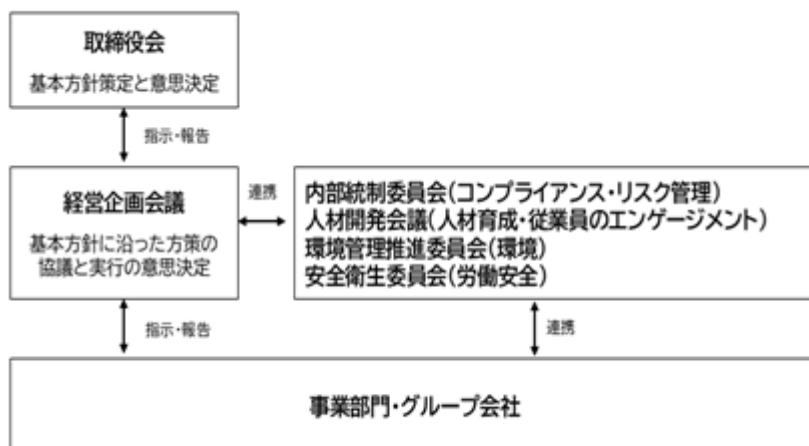 取締役会
基本方針策定と意思決定
指示・報告
経営企画会議
基本方針に沿った方策の
協議と実行の意思決定
連携
内部統制委員会(コンプライアンス・リスク管理)
人材開発会議(人材育成・従業員のエンゲージメント)
環境管理推進委員会(環境)
安全衛生委員会(労働安全)
指示・報告
連携
事業部門・グループ会社